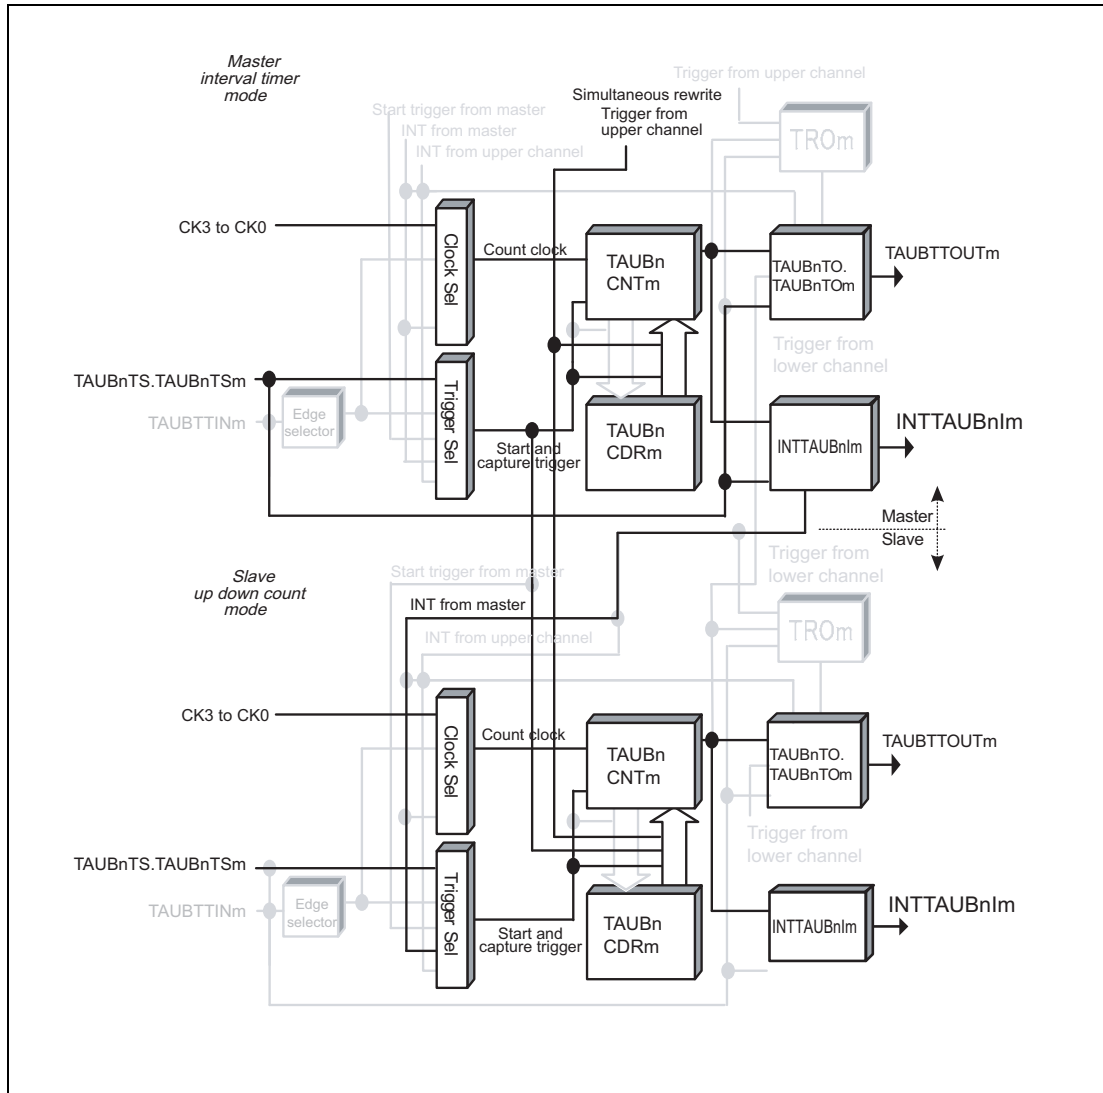 Master
interval timer
mode
Trigger from upper channel
Simultaneous rewrite
Trigger from
upper channel
TROm
Start trigger from master
INT from master
INT from upper channel
CK3 to CK0
Clock Sel
Count clock
TAUBn
CNTm
TAUBnTO.
TAUBnTOm
TAUBTTOUTm
Trigger from
lower channel
TAUBnTS.TAUBnTSm
TAUBTTINm
Edge
selector
Trigger Sel
Start and
capture trigger
TAUBn
CDRm
INTTAUBnIm
INTTAUBnIm
Master
Slave
Slave
up down count
mode
Start trigger from master
INT from master
INT from upper channel
Trigger from
lower channel
TROm
CK3 to CK0
Clock Sel
Count clock
TAUBn
CNTm
TAUBnTO.
TAUBnTOm
TAUBTTOUTm
Trigger from
lower channel
TAUBnTS.TAUBnTSm
TAUBTTINm
Edge
selector
Trigger Sel
Start and
capture trigger
TAUBn
CDRm
INTTAUBnIm
INTTAUBnIm